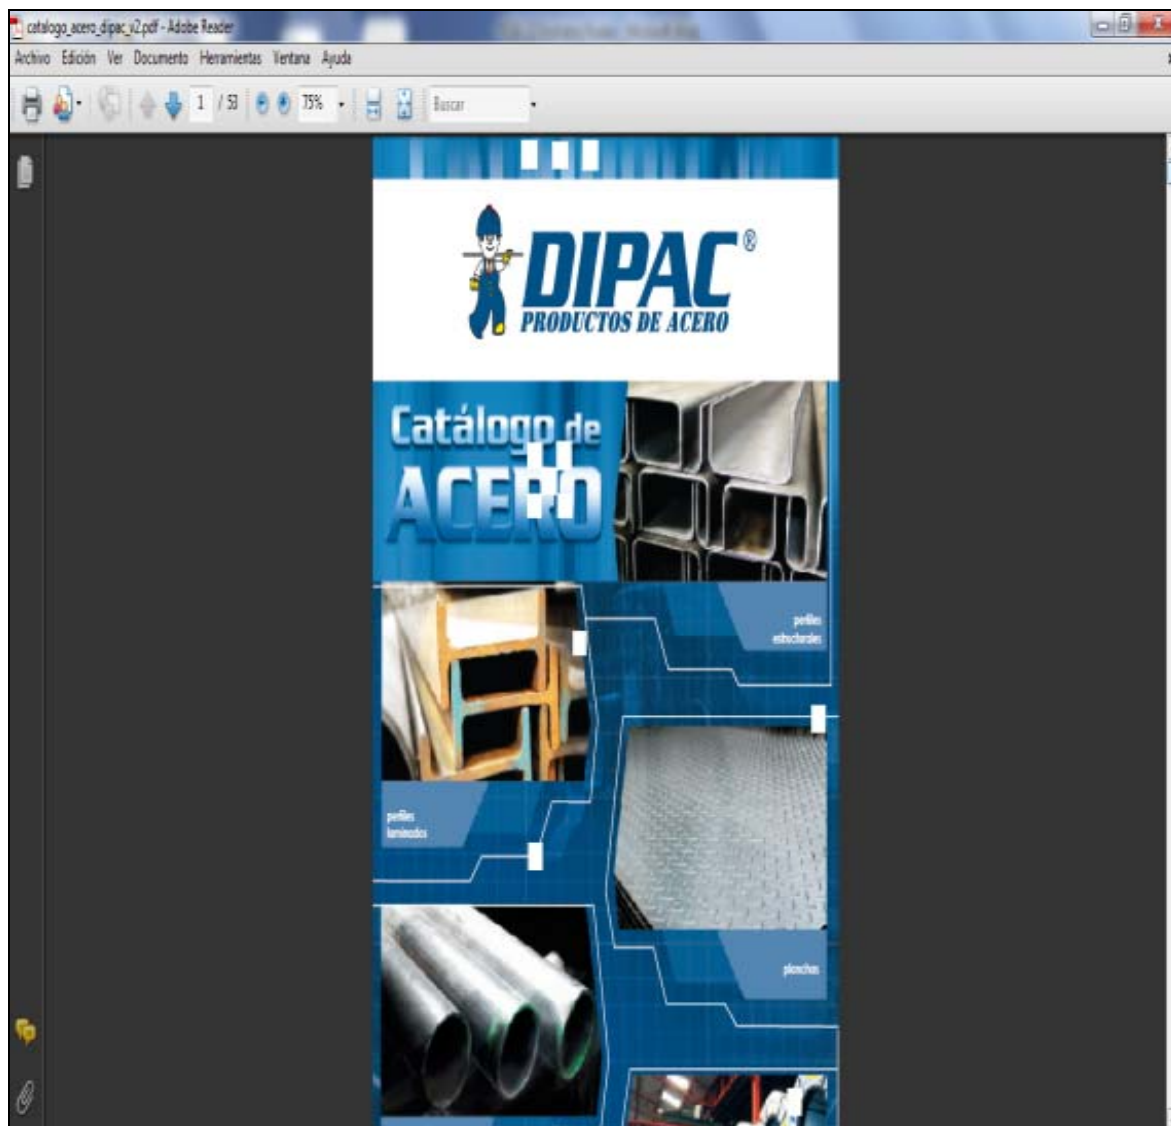 catalogo_acero_dipac_v2.pdf - Adobe Reader
Archivo Edición Ver Documento Herramientas Ventana Ayuda
1 / 53 75% Buscar
DIPAC®
PRODUCTOS DE ACERO
Catálogo de
ACERO
perfiles
estructurales
perfiles
laminados
planchas